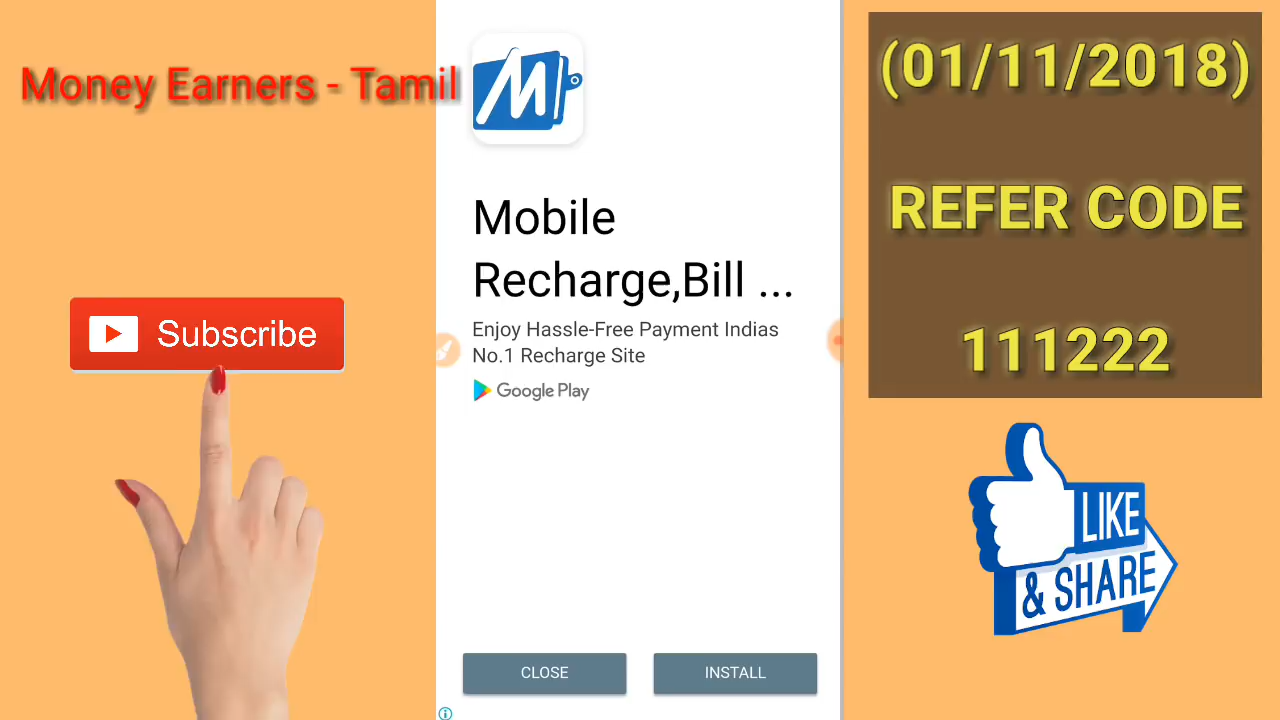 Money Earners - Tamil
Subscribe
M
Mobile
Recharge,Bill ...
Enjoy Hassle-Free Payment Indias
No.1 Recharge Site
Google Play
CLOSE
INSTALL
(01/11/2018)
REFER CODE
111222
LIKE
& SHARE